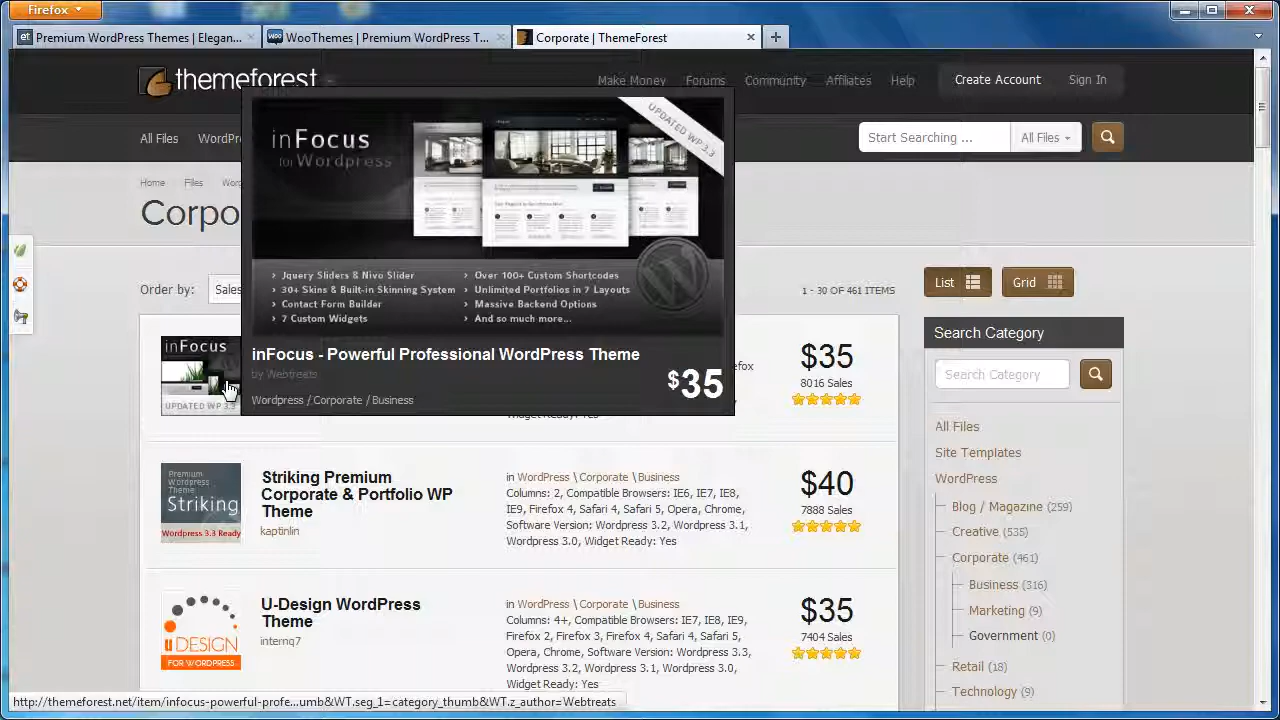 Firefox
Premium WordPress Themes | Elegan...
WooThemes | Premium WordPress T...
Corporate | ThemeForest
themeforest
Make Money
Forums
Community
Affiliates
Help
Create Account
Sign In
All Files
WordPr
Start Searching ...
All Files
Home
Files
Wor
Corpo
inFocus
for Wordpress
UPDATED WP 3.3
Jquery Sliders & Nivo Slider
30+ Skins & Built-in Skinning System
Contact Form Builder
7 Custom Widgets
Over 100+ Custom Shortcodes
Unlimited Portfolios in 7 Layouts
Massive Backend Options
And so much more...
inFocus - Powerful Professional WordPress Theme
by Webtreats
$35
Wordpress / Corporate / Business
Order by:
Sales
1 - 30 OF 461 ITEMS
List
Grid
inFocus
UPDATED WP 3.3
efox
Widget Ready: Yes
$35
8016 Sales
Premium
Wordpress
Theme
Striking
Wordpress 3.3 Ready
Striking Premium
Corporate & Portfolio WP
Theme
kaptinlin
in WordPress \ Corporate \ Business
Columns: 2, Compatible Browsers: IE6, IE7, IE8,
IE9, Firefox 4, Safari 4, Safari 5, Opera, Chrome,
Software Version: Wordpress 3.2, Wordpress 3.1,
Wordpress 3.0, Widget Ready: Yes
$40
7888 Sales
u DESIGN
FOR WORDPRESS
U-Design WordPress
Theme
internq7
in WordPress \ Corporate \ Business
Columns: 4+, Compatible Browsers: IE7, IE8, IE9,
Firefox 2, Firefox 3, Firefox 4, Safari 4, Safari 5,
Opera, Chrome, Software Version: Wordpress 3.3,
Wordpress 3.2, Wordpress 3.1, Wordpress 3.0,
Widget Ready: Yes
$35
7404 Sales
Search Category
Search Category
All Files
Site Templates
WordPress
Blog / Magazine (259)
Creative (535)
Corporate (461)
Business (316)
Marketing (9)
Government (0)
Retail (18)
Technology (9)
http://themeforest.net/item/infocus-powerful-profe...umb&WT.seg_1=category_thumb&WT.z_author=Webtreats